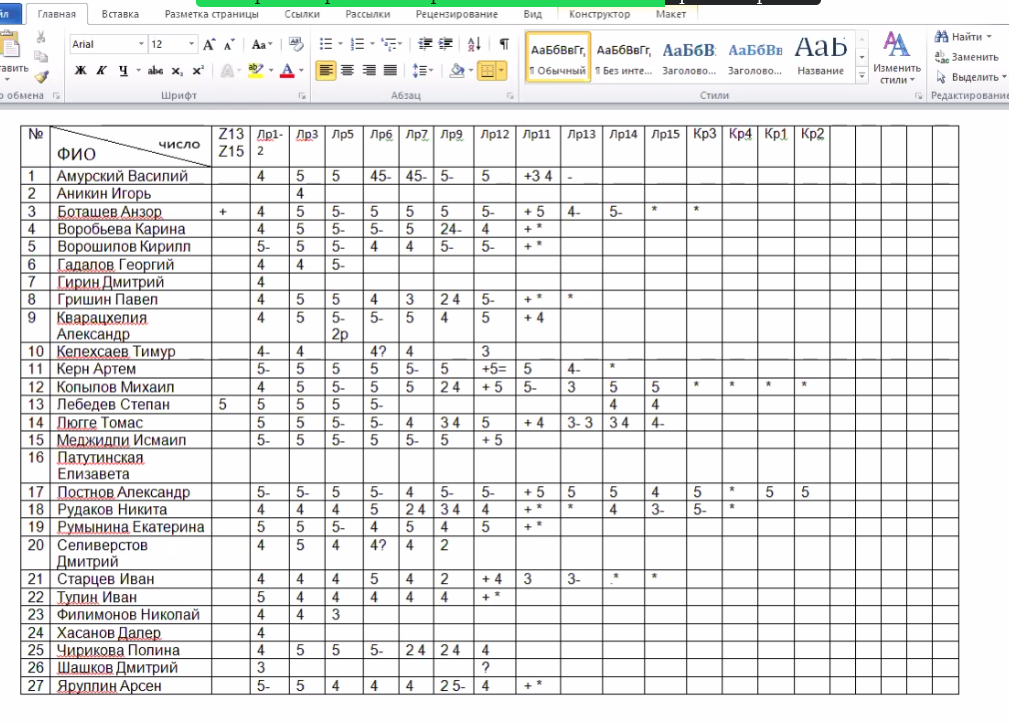 Главная Вставка Разметка страницы Ссылки Рассылки Рецензирование Вид Конструктор Макет
Arial 12 Aa Найти
АаБбВвГг, АаБбВвГг, АаБбВ АаБбВв АаБ Заменить
Ж К Ч abc x₂ x² А ab А ¶ Обычный ¶ Без инте... Заголово... Заголово... Название Изменить стили Выделить
Шрифт Абзац Стили Редактирование
№ ФИО число Z13 Z15 Лр1-2 Лр3 Лр5 Лр6 Лр7 Лр9 Лр12 Лр11 Лр13 Лр14 Лр15 Кр3 Кр4 Кр1 Кр2
1 Амурский Василий 4 5 5 45- 45- 5- 5 +3 4 -
2 Аникин Игорь 4
3 Боташев Анзор + 4 5 5- 5 5 5 5- + 5 4- 5- * *
4 Воробьева Карина 4 5 5- 5- 5 24- 4 + *
5 Ворошилов Кирилл 5- 5 5- 4 4 5- 5- + *
6 Гадалов Георгий 4 4 5-
7 Гирин Дмитрий 4
8 Гришин Павел 4 5 5 4 3 2 4 5- + * *
9 Кварацхелия Александр 4 5 5- 2р 5- 5 4 5 + 4
10 Келехсаев Тимур 4- 4 4? 4 3
11 Керн Артем 5- 5 5 5 5- 5 +5= 5 4- *
12 Копылов Михаил 4 5 5- 5 5 2 4 + 5 5- 3 5 5 * * * *
13 Лебедев Степан 5 5 5 5 5- 4 4
14 Люгге Томас 5 5 5- 5- 4 3 4 5 + 4 3- 3 3 4 4-
15 Меджидли Исмаил 5- 5 5- 5 5- 5 + 5
16 Патутинская Елизавета
17 Постнов Александр 5- 5- 5 5- 4 5- 5- + 5 5 5 4 5 * 5 5
18 Рудаков Никита 4 4 4 5 2 4 3 4 4 + * * 4 3- 5- *
19 Румынина Екатерина 5 5 5- 4 5 4 5 + *
20 Селиверстов Дмитрий 4 5 4 4? 4 2
21 Старцев Иван 4 4 4 5 4 2 + 4 3 3- .* *
22 Тулин Иван 5 4 4 4 4 4 + *
23 Филимонов Николай 4 4 3
24 Хасанов Далер 4
25 Чирикова Полина 4 5 5 5- 2 4 2 4 4
26 Шашков Дмитрий 3 ?
27 Яруллин Арсен 5- 5 4 4 4 2 5- 4 + *